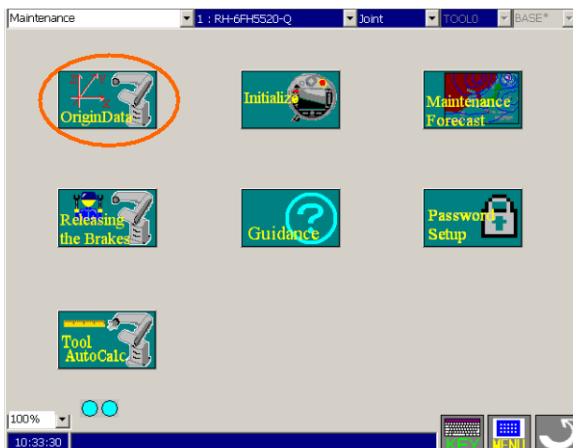 Maintenance 1 : RH-6FH5520-Q Joint TOOL0 BASE*
OriginData
Initialize
Maintenance
Forecast
Releasing
the Brakes
Guidance
Password
Setup
Tool
AutoCalc
100%
10:33:30
KEY
MENU